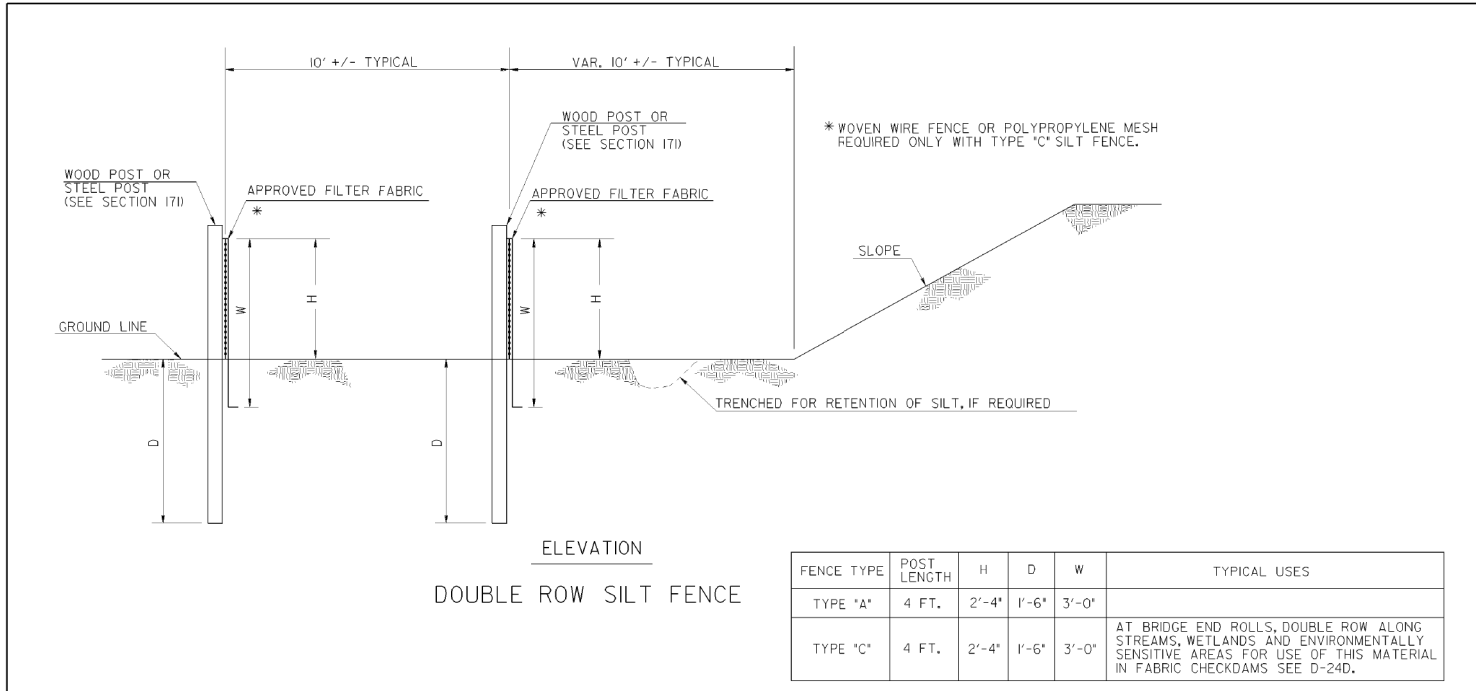 10' +/- TYPICAL
VAR. 10' +/- TYPICAL
WOOD POST OR
STEEL POST
(SEE SECTION 171)
* WOVEN WIRE FENCE OR POLYPROPYLENE MESH
REQUIRED ONLY WITH TYPE "C" SILT FENCE.
WOOD POST OR
STEEL POST
(SEE SECTION 171)
APPROVED FILTER FABRIC
*
APPROVED FILTER FABRIC
*
SLOPE
W
H
W
H
GROUND LINE
TRENCHED FOR RETENTION OF SILT, IF REQUIRED
D
D
ELEVATION
DOUBLE ROW SILT FENCE
FENCE TYPE
POST
LENGTH
H
D
W
TYPICAL USES
TYPE "A"
4 FT.
2'-4"
1'-6"
3'-0"
TYPE "C"
4 FT.
2'-4"
1'-6"
3'-0"
AT BRIDGE END ROLLS, DOUBLE ROW ALONG
STREAMS, WETLANDS AND ENVIRONMENTALLY
SENSITIVE AREAS FOR USE OF THIS MATERIAL
IN FABRIC CHECKDAMS SEE D-24D.